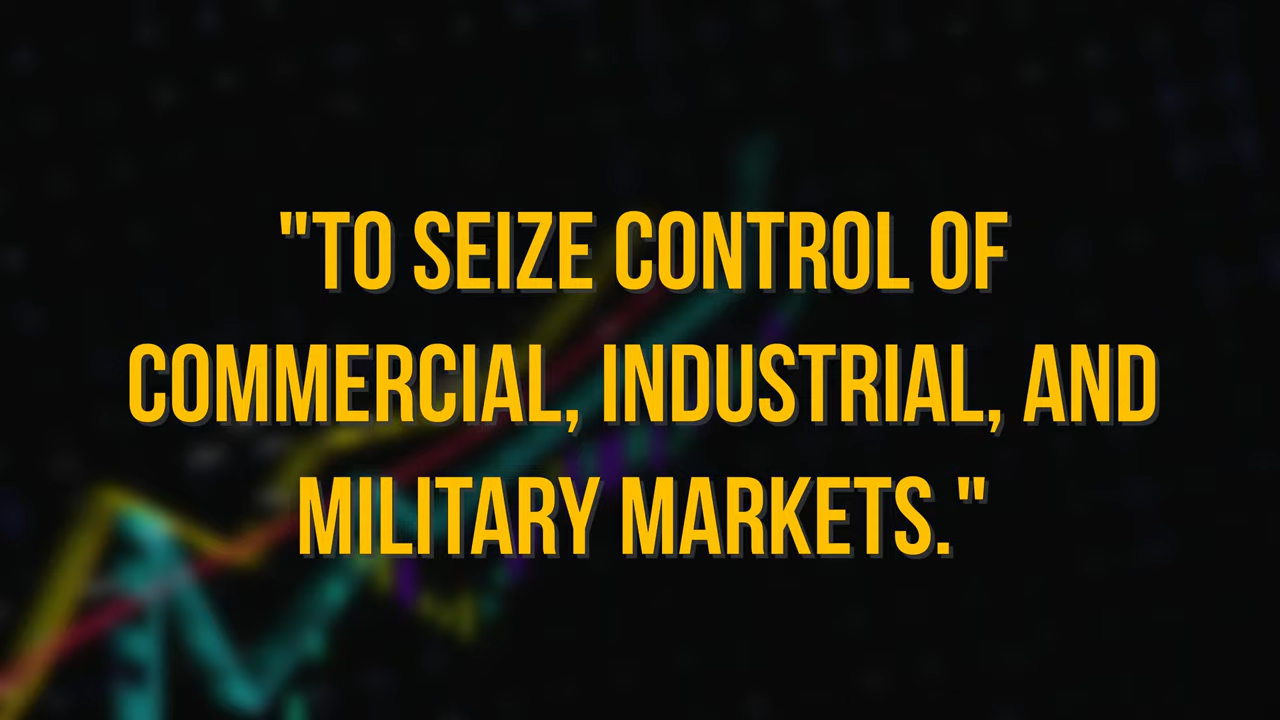 "TO SEIZE CONTROL OF
COMMERCIAL, INDUSTRIAL, AND
MILITARY MARKETS."